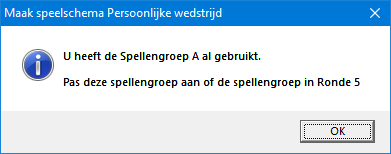 Maak speelschema Persoonlijke wedstrijd
U heeft de Spellengroep A al gebruikt.
Pas deze spellengroep aan of de spellengroep in Ronde 5
OK